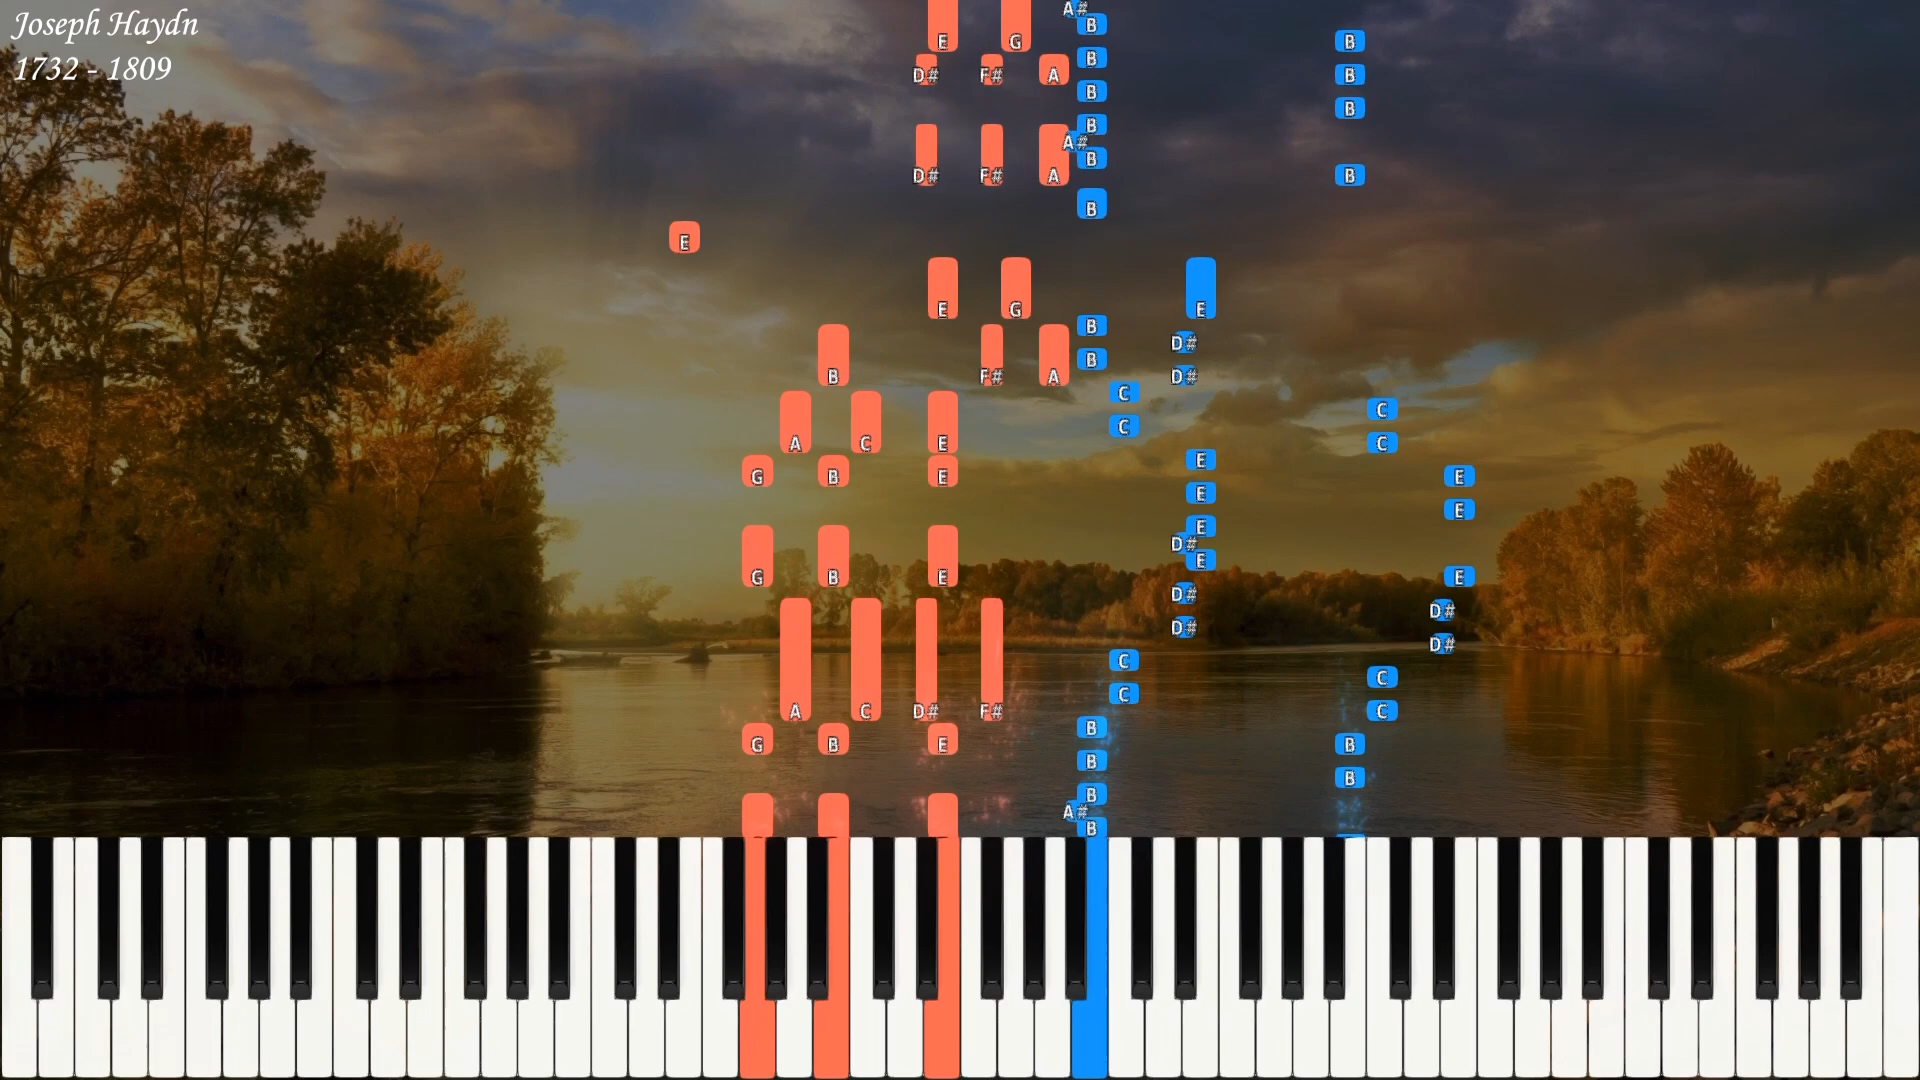 Joseph Haydn
1732 - 1809
A#
E G B
B
D# F# A B B
B
B B
A#
D# F# A B B
B
E
E G B E
D#
B F# A B D#
C C
A C E C C
E
G B E E
E E
E
D# E
G B E E
D# D#
D# D#
C C
C
A C D# F# C
B
G B E B
B B
B
A#
B